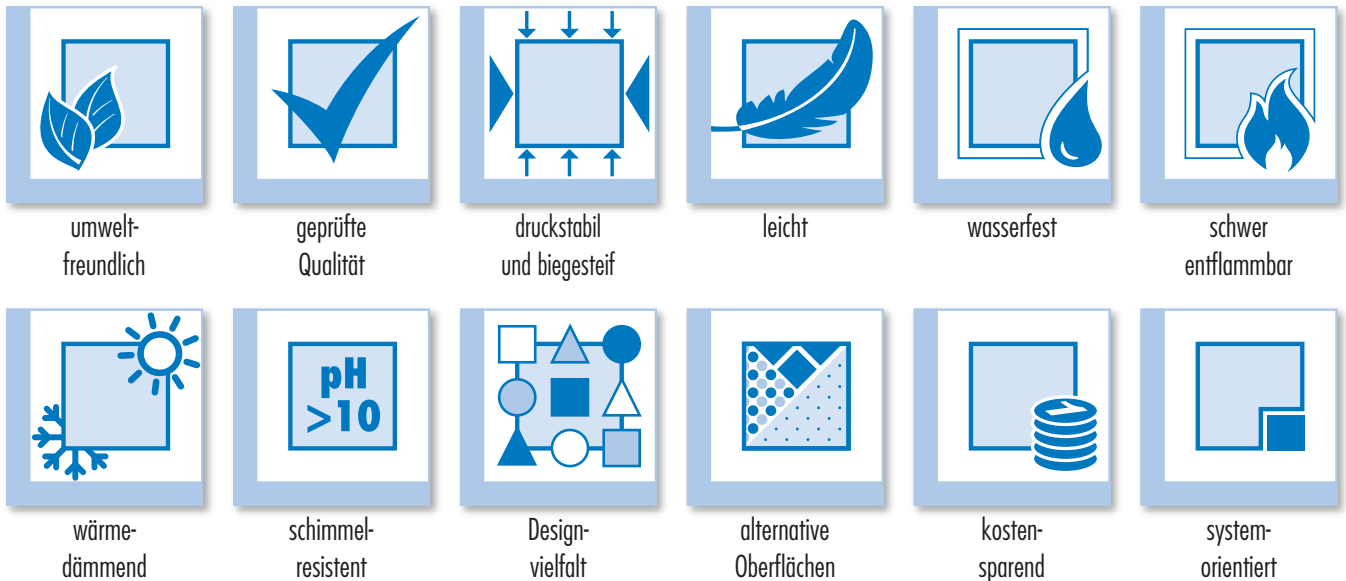 umwelt-
freundlich
geprüfte
Qualität
druckstabil
und biegesteif
leicht
wasserfest
schwer
entflammbar
pH
>10
1
wärme-
dämmend
schimmel-
resistent
Design-
vielfalt
alternative
Oberflächen
kosten-
sparend
system-
orientiert